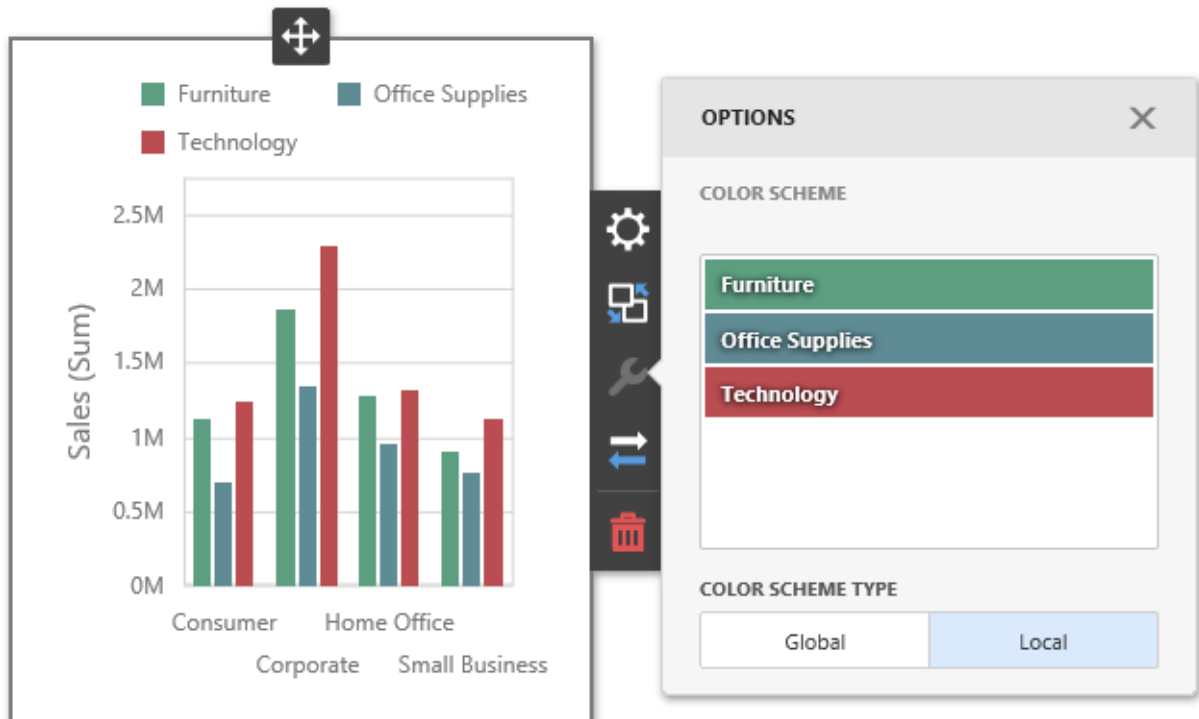 Furniture
Office Supplies
Technology
2.5M
2M
1.5M
1M
0.5M
0M
Sales (Sum)
Consumer
Home Office
Corporate
Small Business
OPTIONS
COLOR SCHEME
Furniture
Office Supplies
Technology
COLOR SCHEME TYPE
Global
Local